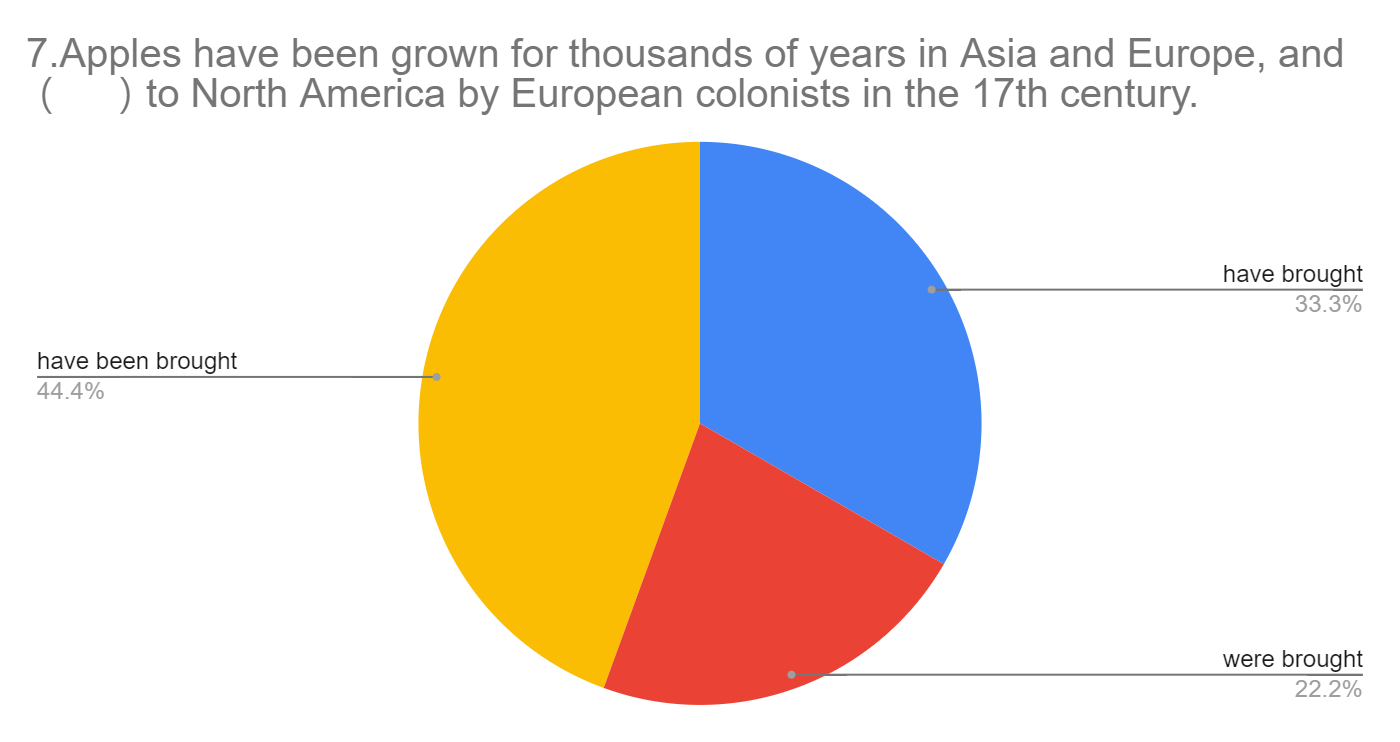 7.Apples have been grown for thousands of years in Asia and Europe, and
(      ) to North America by European colonists in the 17th century.
have brought
33.3%
have been brought
44.4%
were brought
22.2%